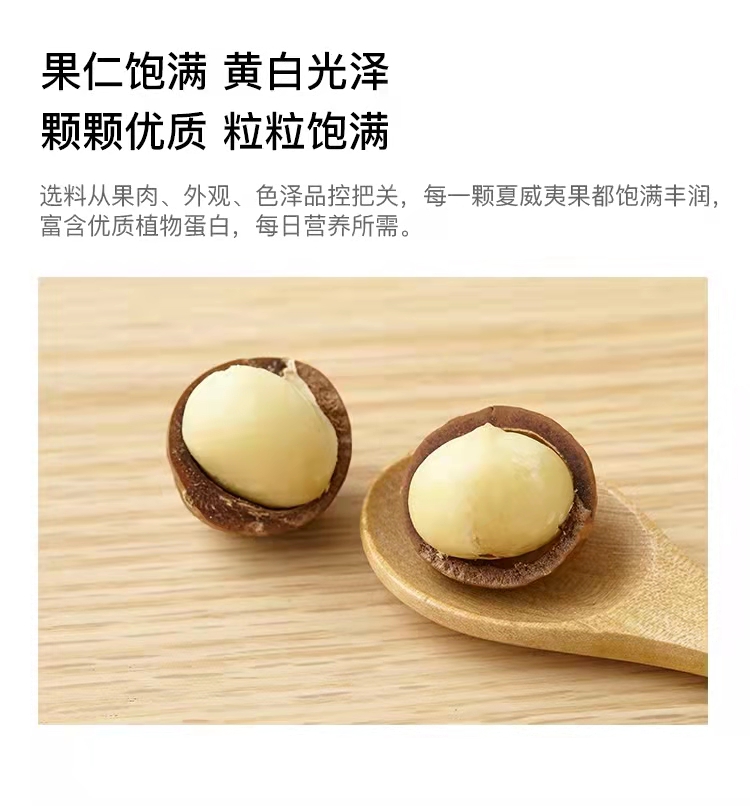 果仁饱满 黄白光泽
颗颗优质 粒粒饱满
选料从果肉、外观、色泽品控把关，每一颗夏威夷果都饱满丰润，
富含优质植物蛋白，每日营养所需。